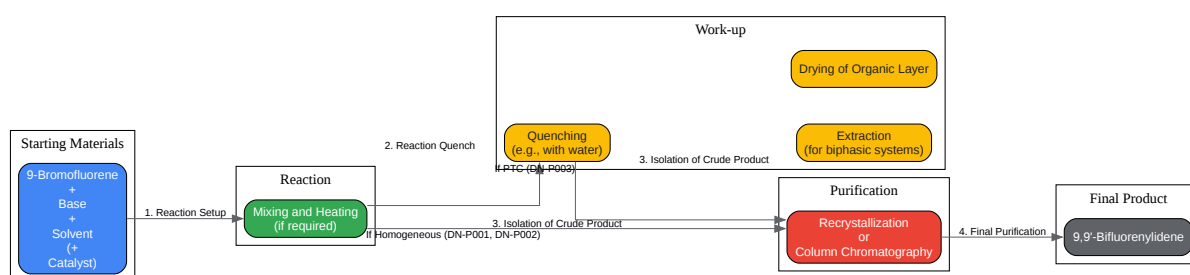 Work-up
Drying of Organic Layer
Quenching
(e.g., with water)
Extraction
(for biphasic systems)
Starting Materials
9-Bromofluorene
+
Base
+
Solvent
(+
Catalyst)
1. Reaction Setup
Reaction
Mixing and Heating
(if required)
2. Reaction Quench
If PTC (DN-P003)
3. Isolation of Crude Product
3. Isolation of Crude Product
If Homogeneous (DN-P001, DN-P002)
Purification
Recrystallization
or
Column Chromatography
4. Final Purification
Final Product
9,9'-Bifluorenylidene